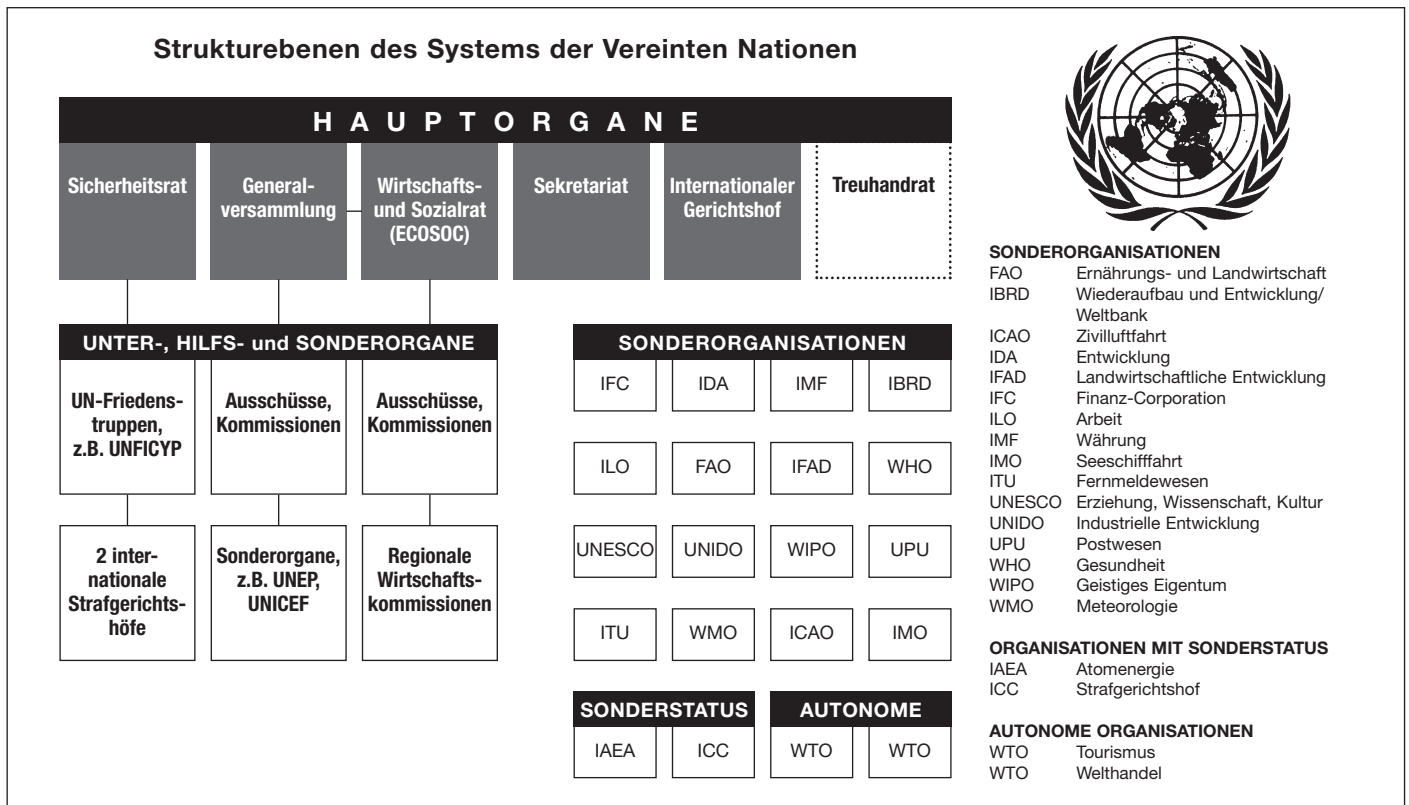 Strukturebenen des Systems der Vereinten Nationen
HAUPTORGANE
Sicherheitsrat
General-
versammlung
Wirtschafts-
und Sozialrat
(ECOSOC)
Sekretariat
Internationaler
Gerichtshof
Treuhandrat
UNTER-, HILFS- und SONDERORGANE
UN-Friedens-
truppen,
z.B. UNFICYP
Ausschüsse,
Kommissionen
Ausschüsse,
Kommissionen
2 inter-
nationale
Strafgerichts-
höfe
Sonderorgane,
z.B. UNEP,
UNICEF
Regionale
Wirtschafts-
kommissionen
SONDERORGANISATIONEN
IFC IDA IMF IBRD
ILO FAO IFAD WHO
UNESCO UNIDO WIPO UPU
ITU WMO ICAO IMO
SONDERSTATUS AUTONOME
IAEA ICC WTO WTO
SONDERORGANISATIONEN
FAO Ernährungs- und Landwirtschaft
IBRD Wiederaufbau und Entwicklung/
Weltbank
ICAO Zivilluftfahrt
IDA Entwicklung
IFAD Landwirtschaftliche Entwicklung
IFC Finanz-Corporation
ILO Arbeit
IMF Währung
IMO Seeschifffahrt
ITU Fernmeldewesen
UNESCO Erziehung, Wissenschaft, Kultur
UNIDO Industrielle Entwicklung
UPU Postwesen
WHO Gesundheit
WIPO Geistiges Eigentum
WMO Meteorologie
ORGANISATIONEN MIT SONDERSTATUS
IAEA Atomenergie
ICC Strafgerichtshof
AUTONOME ORGANISATIONEN
WTO Tourismus
WTO Welthandel